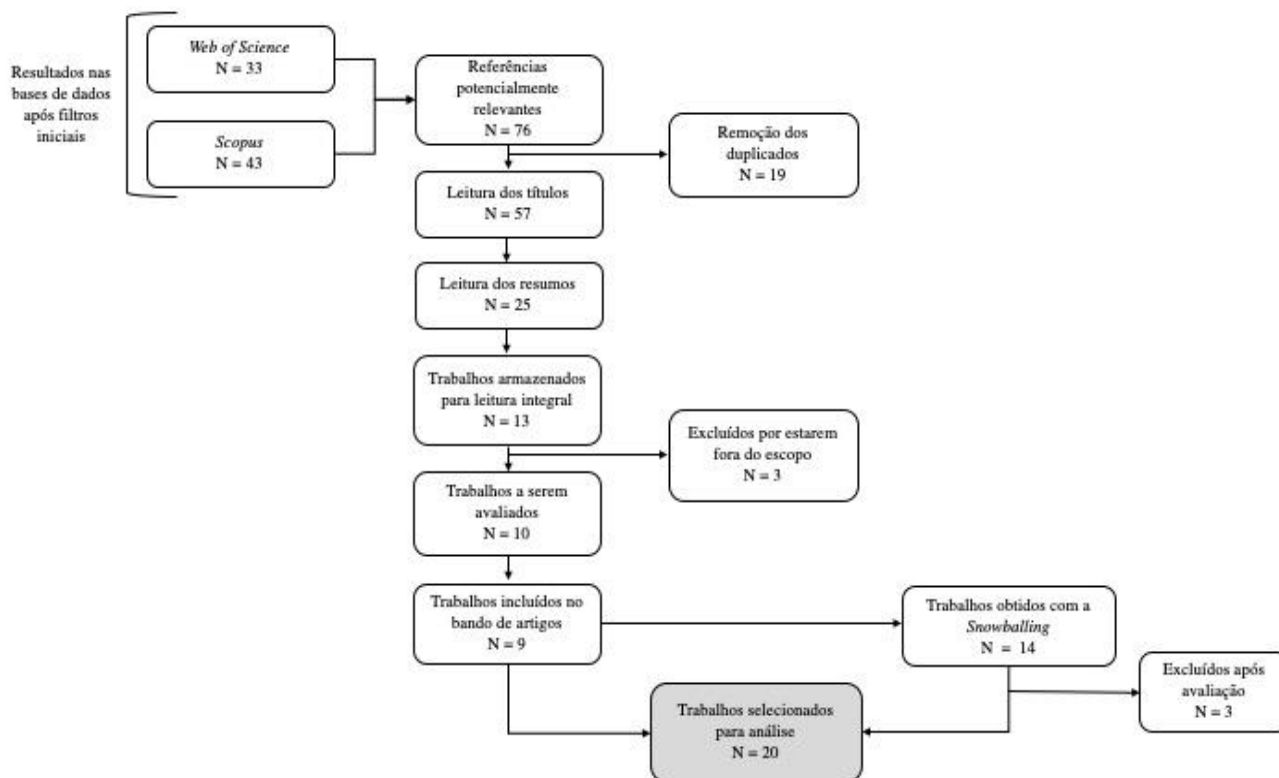 Resultados nas
bases de dados
após filtros
iniciais
Web of Science
N = 33
Scopus
N = 43
Referências
potencialmente
relevantes
N = 76
Remoção dos
duplicados
N = 19
Leitura dos títulos
N = 57
Leitura dos resumos
N = 25
Trabalhos armazenados
para leitura integral
N = 13
Excluídos por estarem
fora do escopo
N = 3
Trabalhos a serem
avaliados
N = 10
Trabalhos incluídos no
bando de artigos
N = 9
Trabalhos obtidos com a
Snowballing
N = 14
Excluídos após
avaliação
N = 3
Trabalhos selecionados
para análise
N = 20